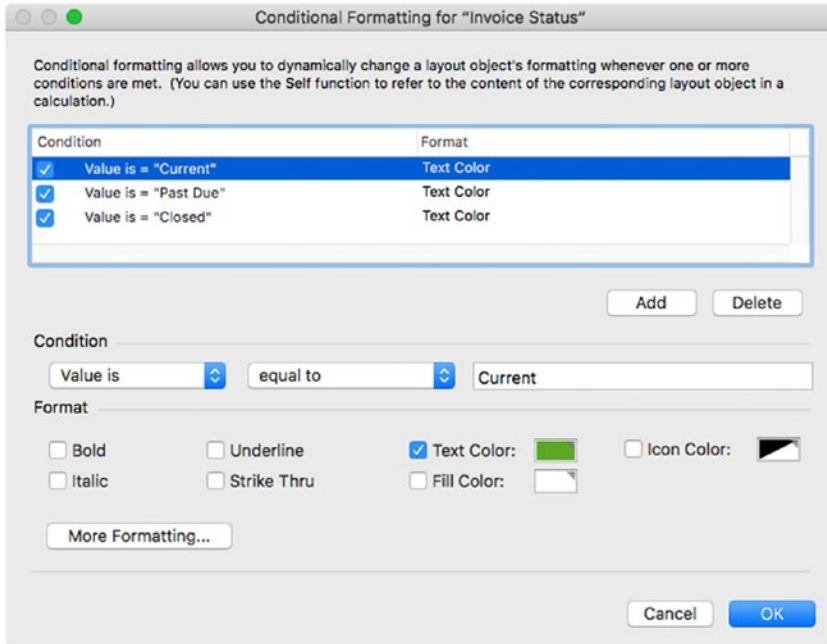 Conditional Formatting for “Invoice Status”
Conditional formatting allows you to dynamically change a layout object's formatting whenever one or more
conditions are met. (You can use the Self function to refer to the content of the corresponding layout object in a
calculation.)
Condition Format
Value is = "Current" Text Color
Value is = "Past Due" Text Color
Value is = "Closed" Text Color
Add Delete
Condition
Value is equal to Current
Format
Bold Underline Text Color: Icon Color:
Italic Strike Thru Fill Color:
More Formatting...
Cancel OK